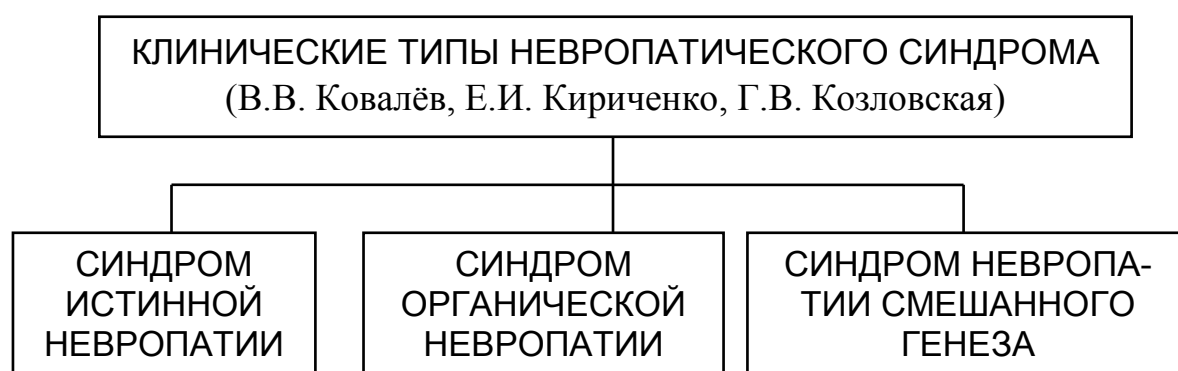 КЛИНИЧЕСКИЕ ТИПЫ НЕВРОПАТИЧЕСКОГО СИНДРОМА
(В.В. Ковалёв, Е.И. Кириченко, Г.В. Козловская)
СИНДРОМ
ИСТИННОЙ
НЕВРОПАТИИ
СИНДРОМ
ОРГАНИЧЕСКОЙ
НЕВРОПАТИИ
СИНДРОМ НЕВРОПА-
ТИИ СМЕШАННОГО
ГЕНЕЗА